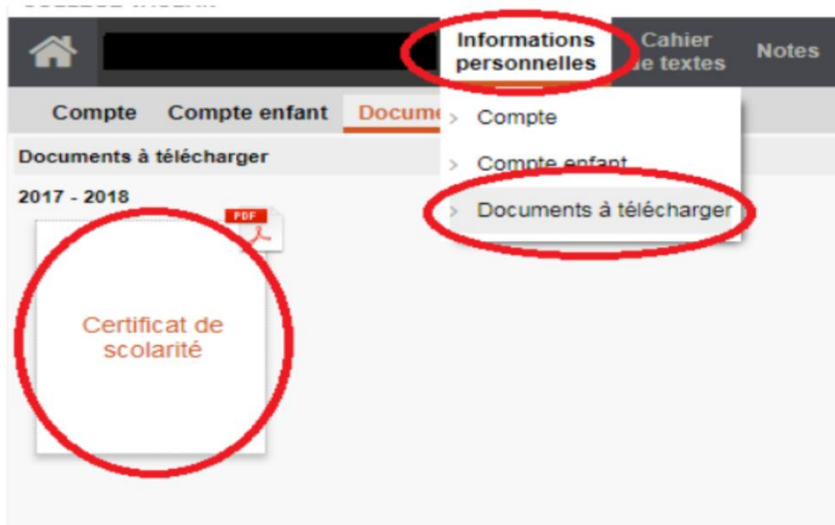 Informations
personnelles
Cahier
de textes
Notes
Compte Compte enfant
> Compte
> Compte enfant
> Documents à télécharger
Documents à télécharger
2017 - 2018
PDF
Certificat de
scolarité